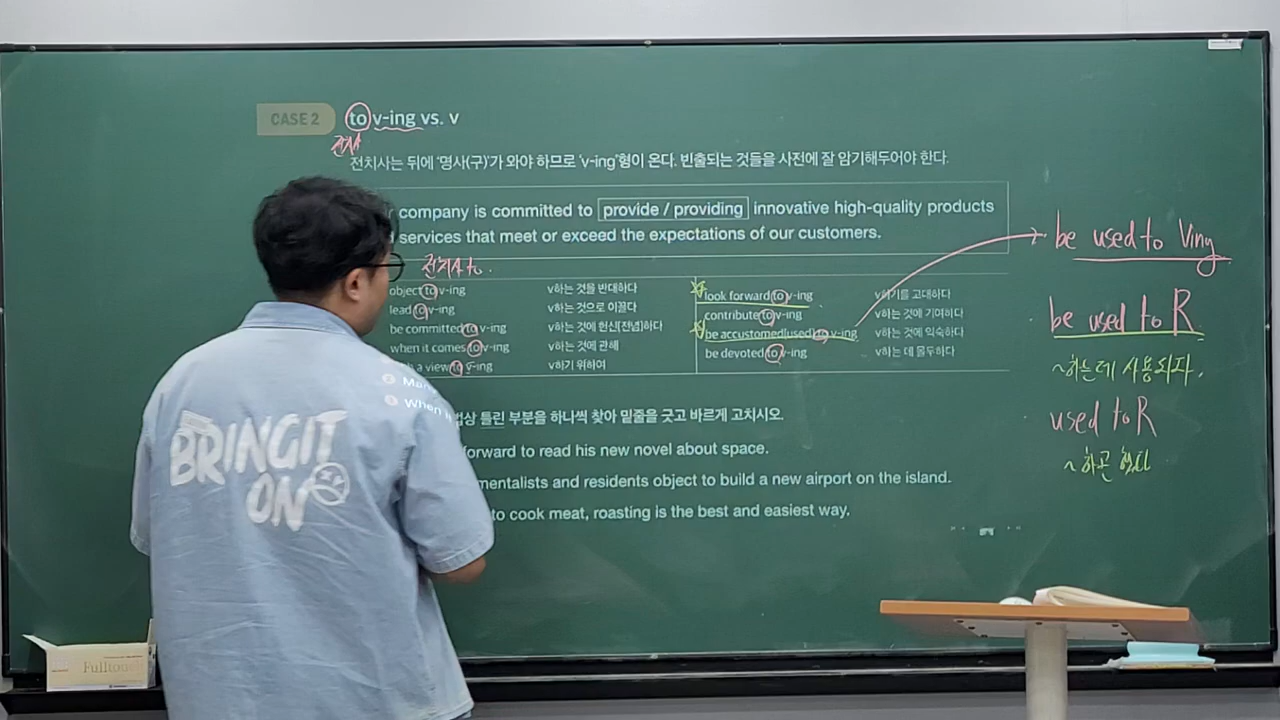 CASE 2 to v-ing vs. v
전치사
전치사는 뒤에 '명사(구)'가 와야 하므로 'v-ing'형이 온다. 빈출되는 것들을 사전에 잘 암기해두어야 한다.
company is committed to provide / providing innovative high-quality products
services that meet or exceed the expectations of our customers.
전치사 to.
object to v-ing v하는 것을 반대하다
lead to v-ing v하는 것으로 이끌다
be committed to v-ing v하는 것에 헌신[전념]하다
when it comes to v-ing v하는 것에 관해
a view to v-ing v하기 위하여
look forward to v-ing v하기를 고대하다
contribute to v-ing v하는 것에 기여하다
be accustomed[used] to v-ing v하는 것에 익숙하다
be devoted to v-ing v하는 데 몰두하다
be used to Ving
be used to R
~하는데 사용되다.
used to R
~하곤 했다
틀린 부분을 하나씩 찾아 밑줄을 긋고 바르게 고치시오.
forward to read his new novel about space.
and residents object to build a new airport on the island.
to cook meat, roasting is the best and easiest way.
BRING IT
ON